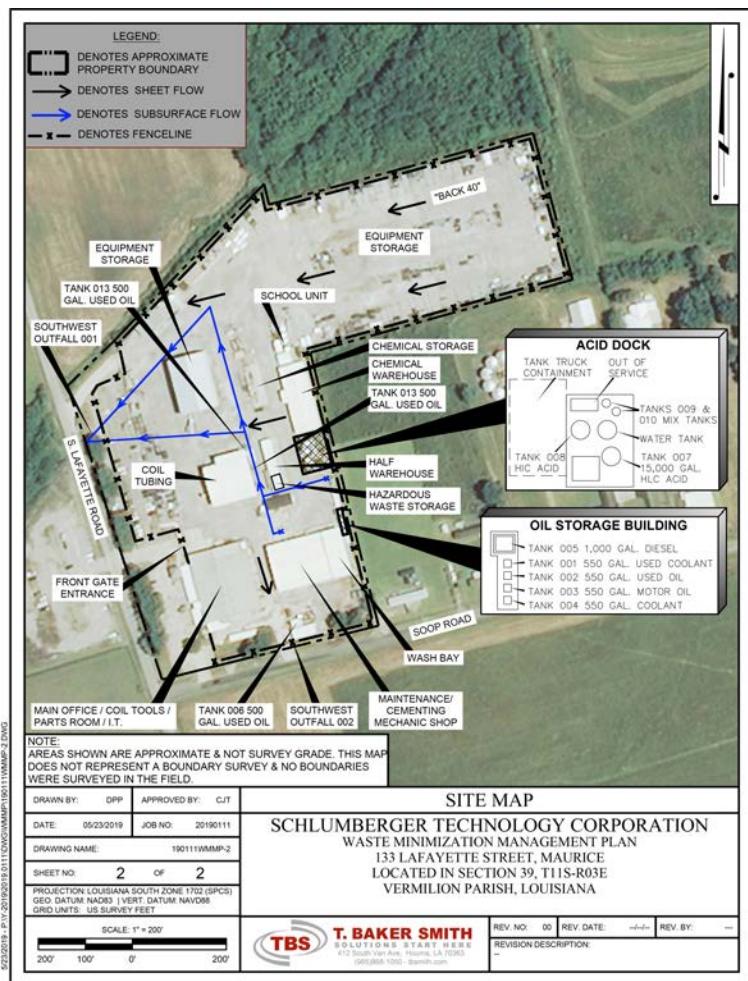 LEGEND:
DENOTES APPROXIMATE
PROPERTY BOUNDARY
DENOTES SHEET FLOW
DENOTES SUBSURFACE FLOW
DENOTES FENCELINE
"BACK 40"
EQUIPMENT
STORAGE
EQUIPMENT
STORAGE
TANK 013 500
GAL. USED OIL
SCHOOL UNIT
SOUTHWEST
OUTFALL 001
CHEMICAL STORAGE
CHEMICAL
WAREHOUSE
TANK 013 500
GAL. USED OIL
HALF
WAREHOUSE
HAZARDOUS
WASTE STORAGE
COIL
TUBING
S. LAFAYETTE ROAD
FRONT GATE
ENTRANCE
SOOP ROAD
WASH BAY
MAIN OFFICE / COIL TOOLS /
PARTS ROOM / I.T.
TANK 006 500
GAL. USED OIL
SOUTHWEST
OUTFALL 002
MAINTENANCE/
CEMENTING
MECHANIC SHOP
ACID DOCK
TANK TRUCK
CONTAINMENT
OUT OF
SERVICE
TANKS 009 &
010 MIX TANKS
WATER TANK
TANK 008
HIC ACID
TANK 007
15,000 GAL.
HLC ACID
OIL STORAGE BUILDING
TANK 005 1,000 GAL. DIESEL
TANK 001 550 GAL. USED COOLANT
TANK 002 550 GAL. USED OIL
TANK 003 550 GAL. MOTOR OIL
TANK 004 550 GAL. COOLANT
NOTE:
AREAS SHOWN ARE APPROXIMATE & NOT SURVEY GRADE. THIS MAP
DOES NOT REPRESENT A BOUNDARY SURVEY & NO BOUNDARIES
WERE SURVEYED IN THE FIELD.
DRAWN BY: DPP APPROVED BY: CJT
DATE: 05/23/2019 JOB NO: 20190111
DRAWING NAME: 190111WMMP-2
SHEET NO: 2 OF 2
PROJECTION: LOUISIANA SOUTH ZONE 1702 (SPCS)
GEO. DATUM: NAD83 | VERT. DATUM: NAVD88
GRID UNITS: US SURVEY FEET
SCALE: 1" = 200'
200' 100' 0' 200'
SITE MAP
SCHLUMBERGER TECHNOLOGY CORPORATION
WASTE MINIMIZATION MANAGEMENT PLAN
133 LAFAYETTE STREET, MAURICE
LOCATED IN SECTION 39, T11S-R03E
VERMILION PARISH, LOUISIANA
TBS
T. BAKER SMITH
SOLUTIONS START HERE
412 South Van Ave, Houma, LA 70363
(985)868-1050 - tbsmith.com
REV. NO: 00 REV. DATE: --/--/-- REV. BY: ---
REVISION DESCRIPTION:
--